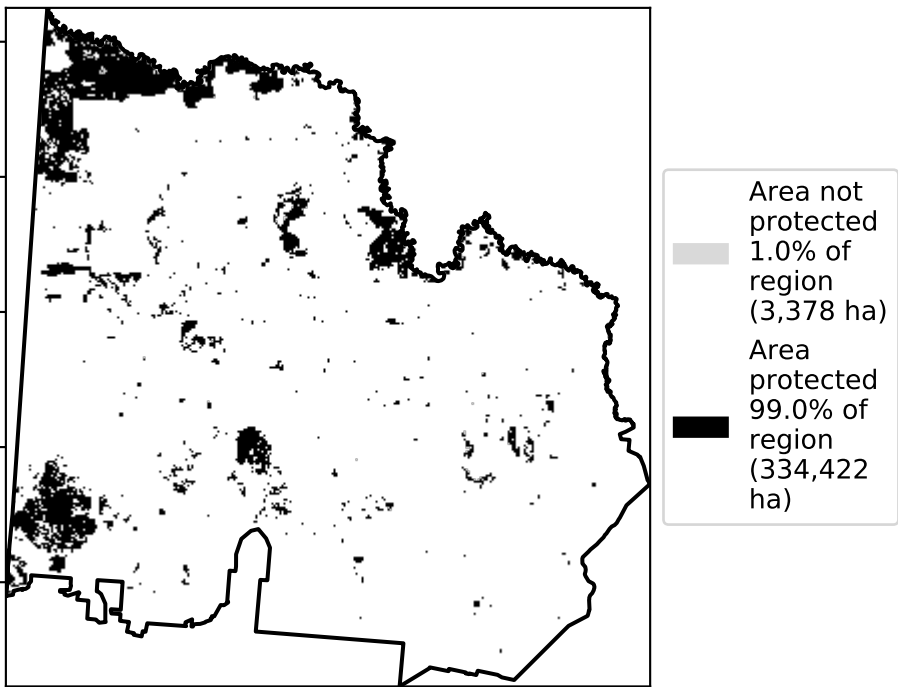 Area not
protected
1.0% of
region
(3,378 ha)
Area
protected
99.0% of
region
(334,422
ha)